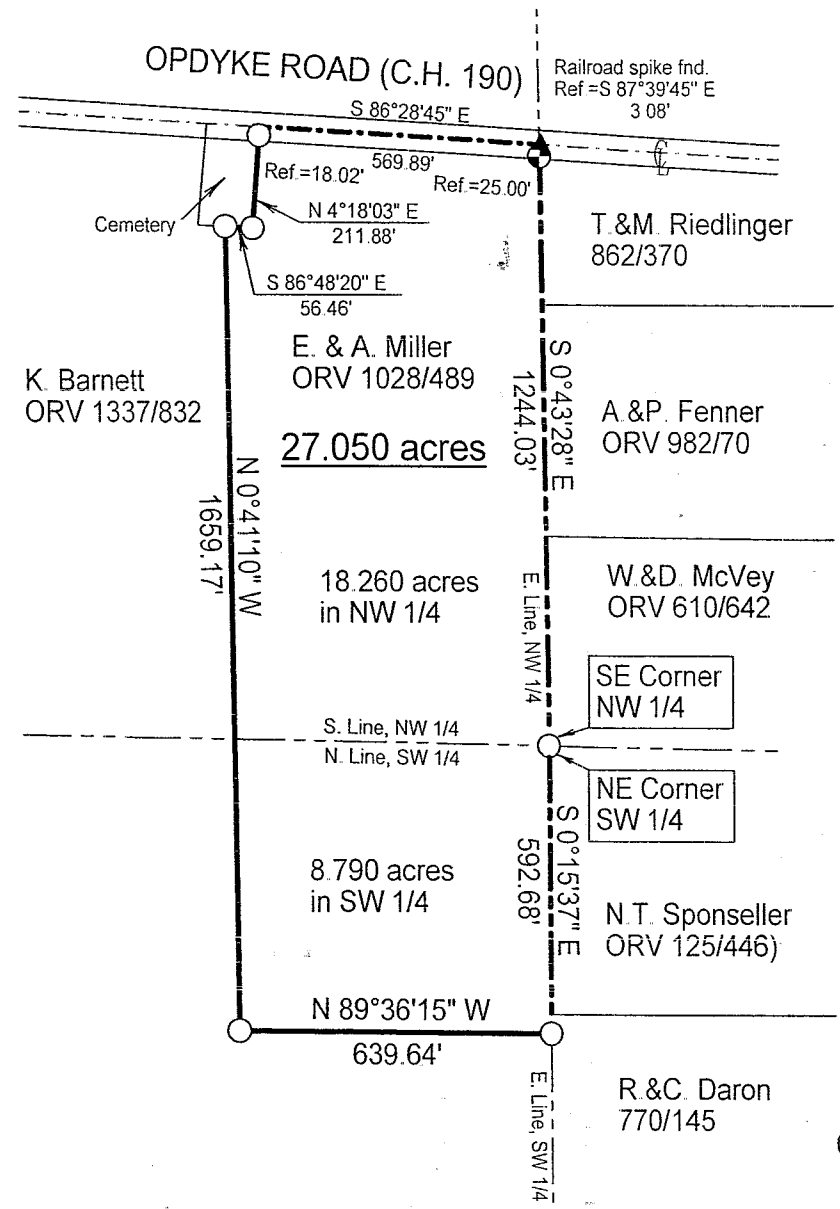 OPDYKE ROAD (C.H. 190)
Railroad spike fnd.
Ref.=S 87°39'45" E
3.08'
S 86°28'45" E
569.89'
Ref.=18.02'
Ref.=25.00'
Cemetery
N 4°18'03" E
211.88'
S 86°48'20" E
56.46'
T.&M. Riedlinger
862/370
E. & A. Miller
ORV 1028/489
K. Barnett
ORV 1337/832
27.050 acres
S 0°43'28" E
1244.03'
A.&P. Fenner
ORV 982/70
N 0°41'10" W
1659.17'
18.260 acres
in NW 1/4
E. Line, NW 1/4
W.&D. McVey
ORV 610/642
SE Corner
NW 1/4
S. Line, NW 1/4
N. Line, SW 1/4
NE Corner
SW 1/4
8.790 acres
in SW 1/4
S 0°15'37" E
592.68'
N.T. Sponseller
ORV 125/446)
N 89°36'15" W
639.64'
E. Line, SW 1/4
R.&C. Daron
770/145